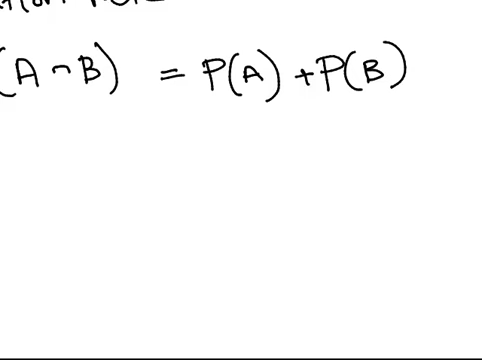 (A ∩ B) = P(A) + P(B)